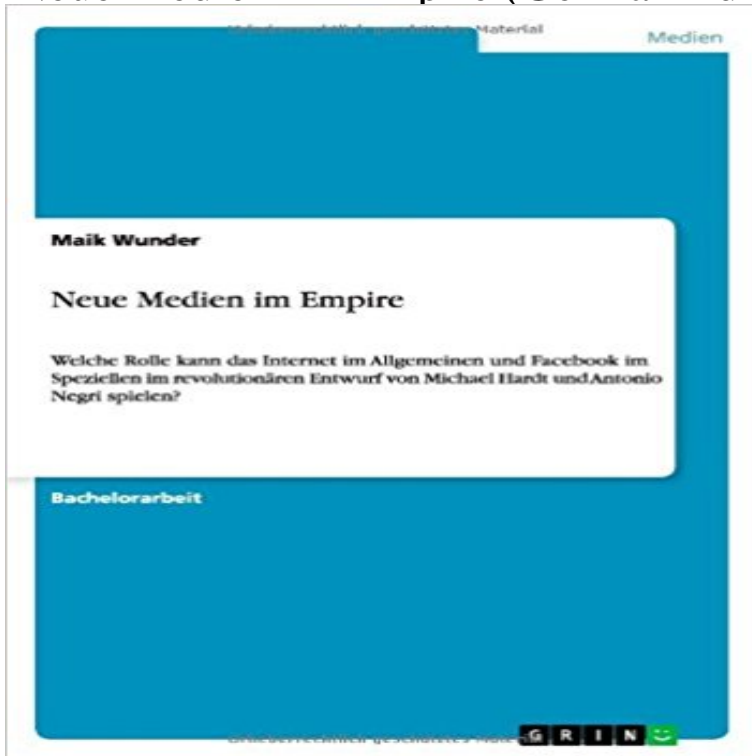 Material
Medien
Maik Wunder
Neue Medien im Empire
Welche Rolle kann das Internet im Allgemeinen und Facebook im
Speziellen im revolutionären Entwurf von Michael Hardt und Antonio
Negri spielen?
Bachelorarbeit
G R I N